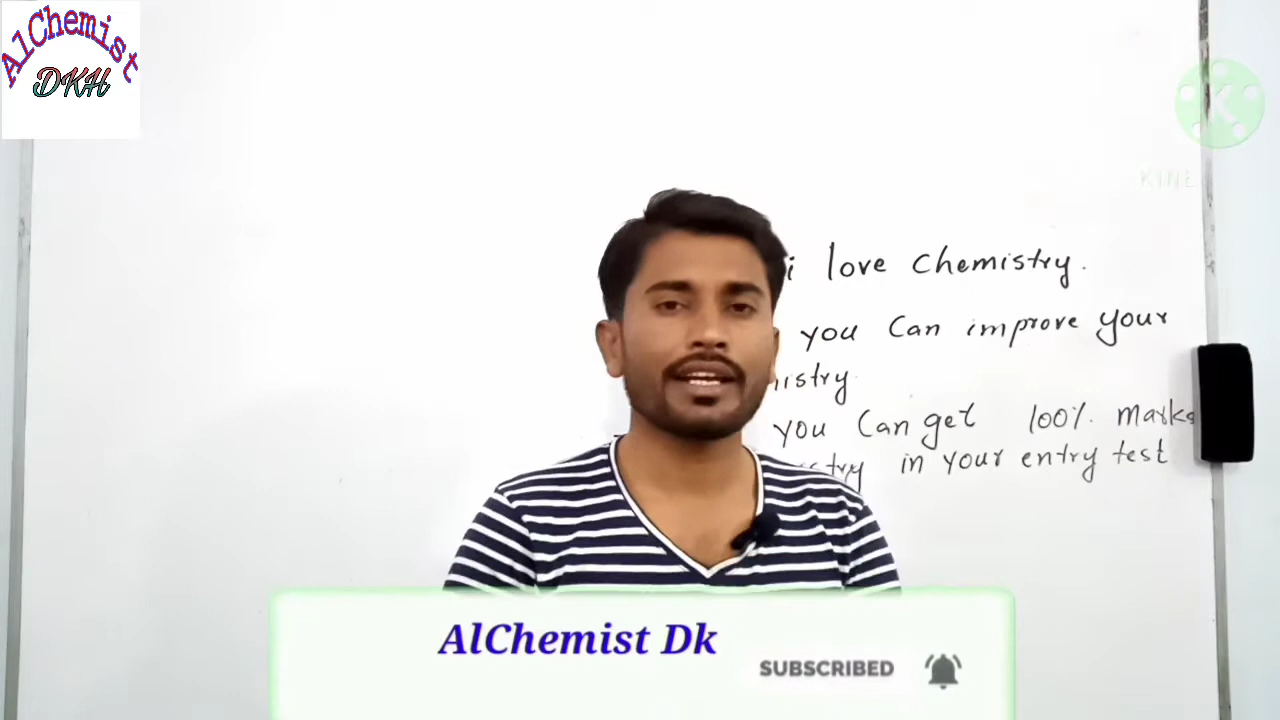 AlChemist
DKH
K
KINE
i love Chemistry.
you Can improve your
you Can get 100% marks
in your entry test
AlChemist Dk
SUBSCRIBED